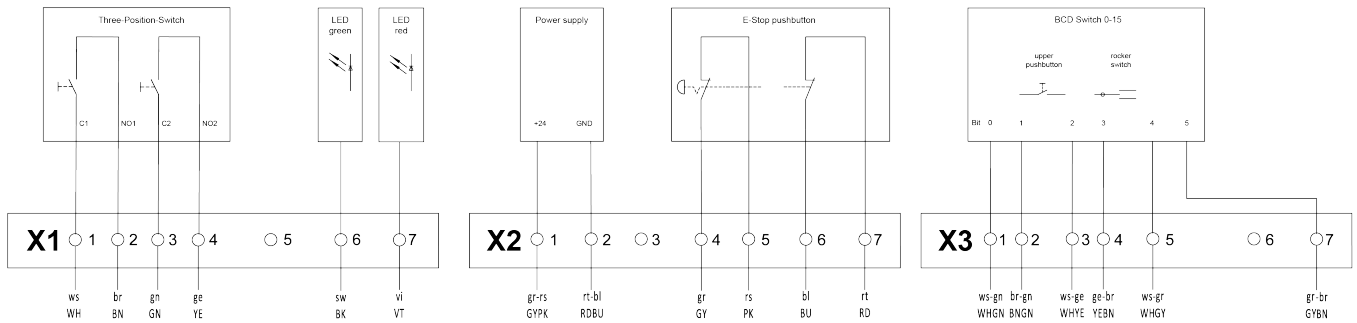 Three-Position-Switch
C1 NO1 C2 NO2
LED
green
LED
red
X1 1 2 3 4 5 6 7
ws br gn ge sw vi
WH BN GN YE BK VT
Power supply
+24 GND
E-Stop pushbutton
X2 1 2 3 4 5 6 7
gr-rs rt-bl gr rs bl rt
GYPK RDBU GY PK BU RD
BCD Switch 0-15
upper
pushbutton
rocker
switch
Bit 0 1 2 3 4 5
X3 1 2 3 4 5 6 7
ws-gn br-gn ws-ge ge-br ws-gr gr-br
WHGN BNGN WHYE YEBN WHGY GYBN